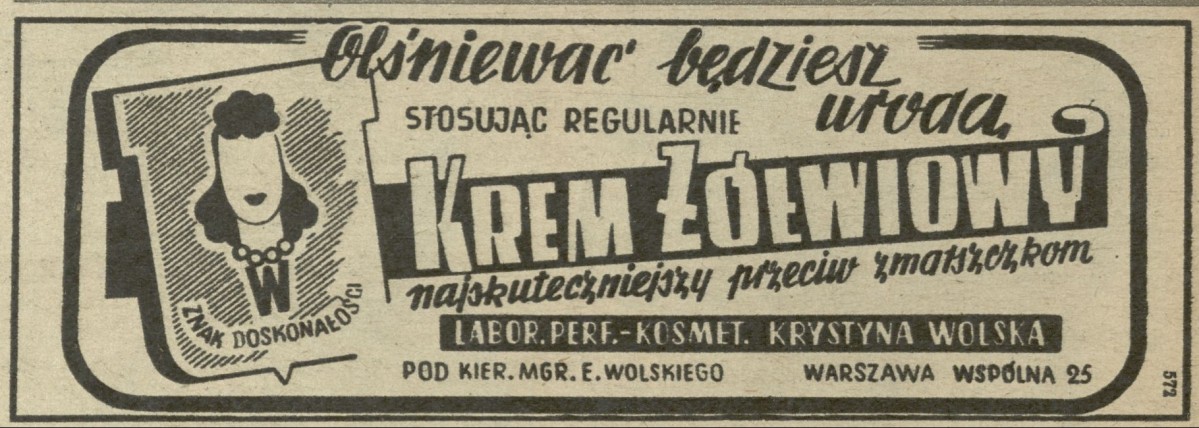 Olśniewać będziesz
urodą,
STOSUJĄC REGULARNIE
KREM ŻÓŁWIOWY
najskuteczniejszy przeciw zmarszczkom
W
ZNAK DOSKONAŁOŚCI
LABOR. PERF.-KOSMET. KRYSTYNA WOLSKA
POD KIER. MGR. E. WOLSKIEGO WARSZAWA WSPÓLNA 25
572